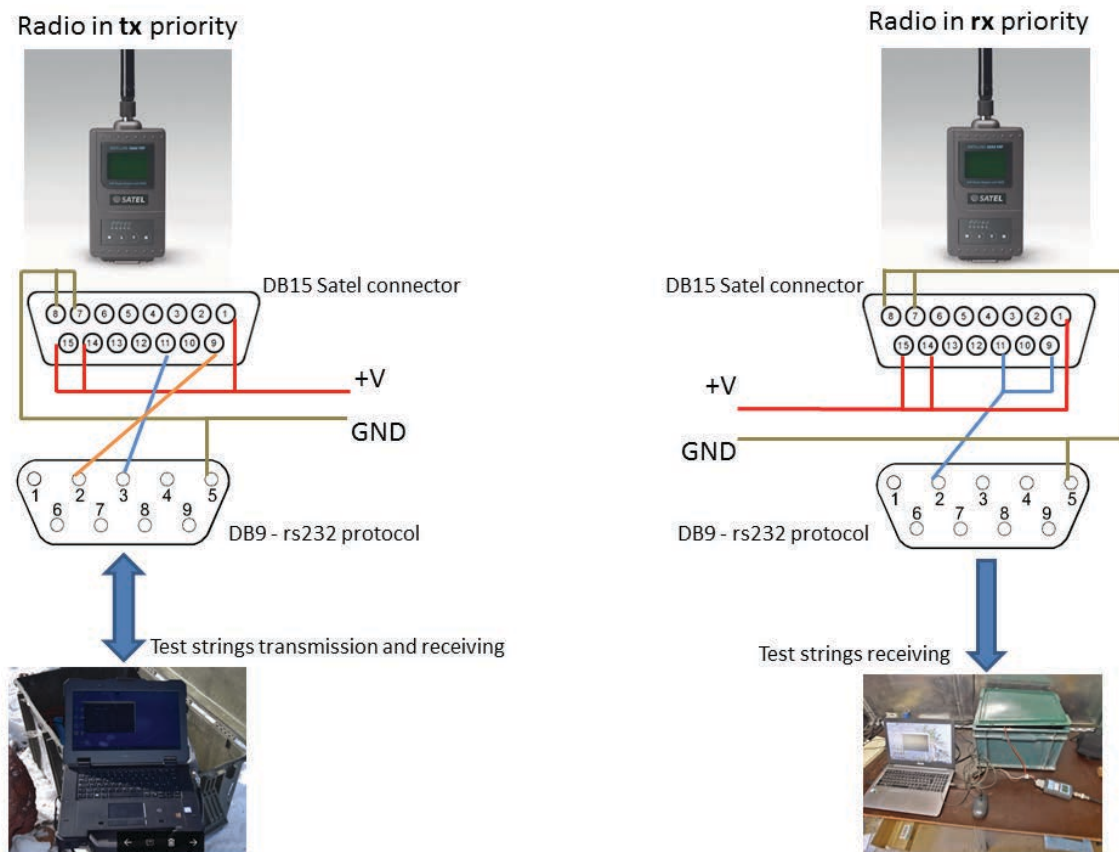 Radio in tx priority
Radio in rx priority
SATEL
SATEL
DB15 Satel connector
DB15 Satel connector
8 7 6 5 4 3 2 1
15 14 13 12 11 10 9
8 7 6 5 4 3 2 1
15 14 13 12 11 10 9
+V
GND
+V
GND
1 2 3 4 5
6 7 8 9
1 2 3 4 5
6 7 8 9
DB9 - rs232 protocol
DB9 - rs232 protocol
Test strings transmission and receiving
Test strings receiving